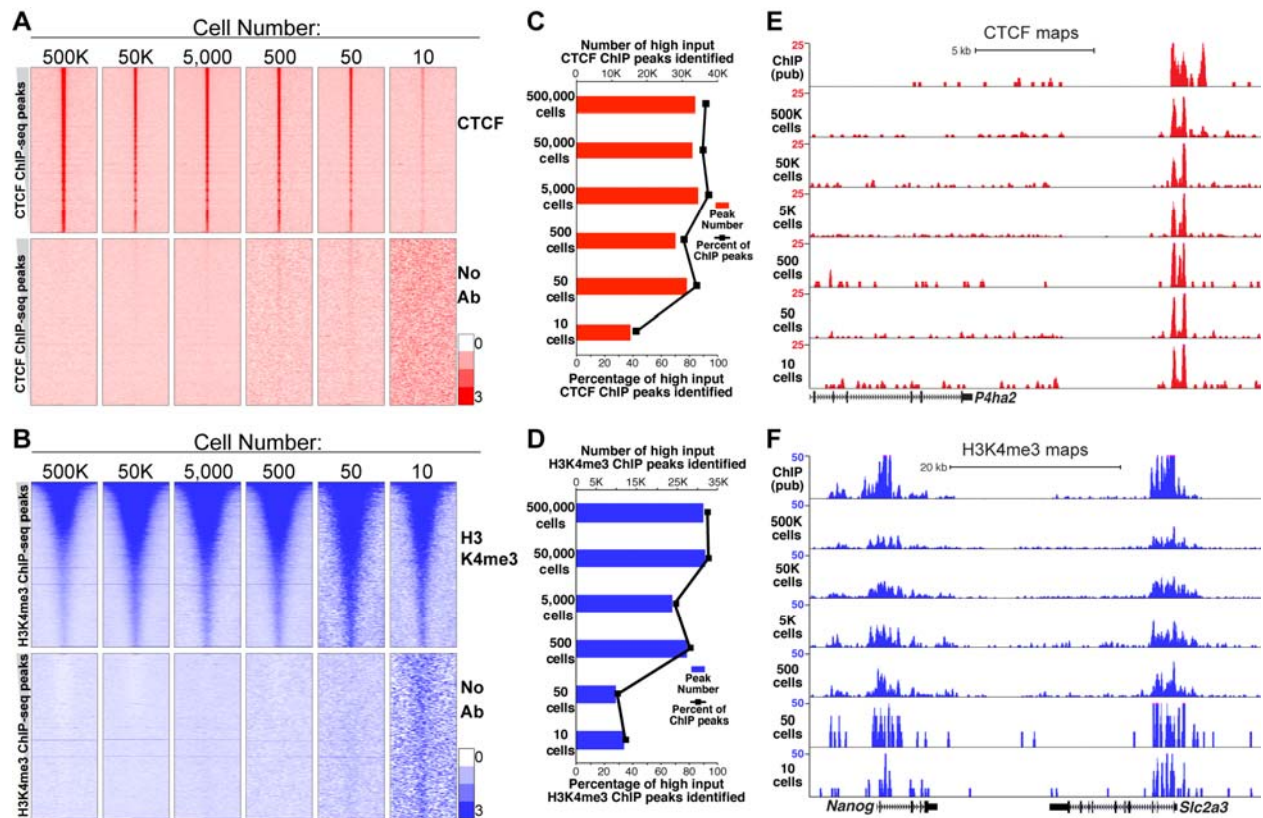 A
Cell Number:
500K 50K 5,000 500 50 10
CTCF ChIP-seq peaks
CTCF
CTCF ChIP-seq peaks
No
Ab
0
3
B
Cell Number:
500K 50K 5,000 500 50 10
H3K4me3 ChIP-seq peaks
H3
K4me3
H3K4me3 ChIP-seq peaks
No
Ab
0
3
C
Number of high input
CTCF ChIP peaks identified
0 10K 20K 30K 40K
500,000
cells
50,000
cells
5,000
cells
500
cells
50
cells
10
cells
Peak
Number
Percent of
ChIP peaks
0 20 40 60 80 100
Percentage of high input
CTCF ChIP peaks identified
D
Number of high input
H3K4me3 ChIP peaks identified
0 5K 15K 25K 35K
500,000
cells
50,000
cells
5,000
cells
500
cells
50
cells
10
cells
Peak
Number
Percent of
ChIP peaks
0 20 40 60 80 100
Percentage of high input
H3K4me3 ChIP peaks identified
E
CTCF maps
5 kb
25
ChIP
(pub)
25
500K
cells
25
50K
cells
25
5K
cells
25
500
cells
25
50
cells
25
10
cells
P4ha2
F
H3K4me3 maps
20 kb
50
ChIP
(pub)
50
500K
cells
50
50K
cells
50
5K
cells
50
500
cells
50
50
cells
50
10
cells
Nanog
Slc2a3